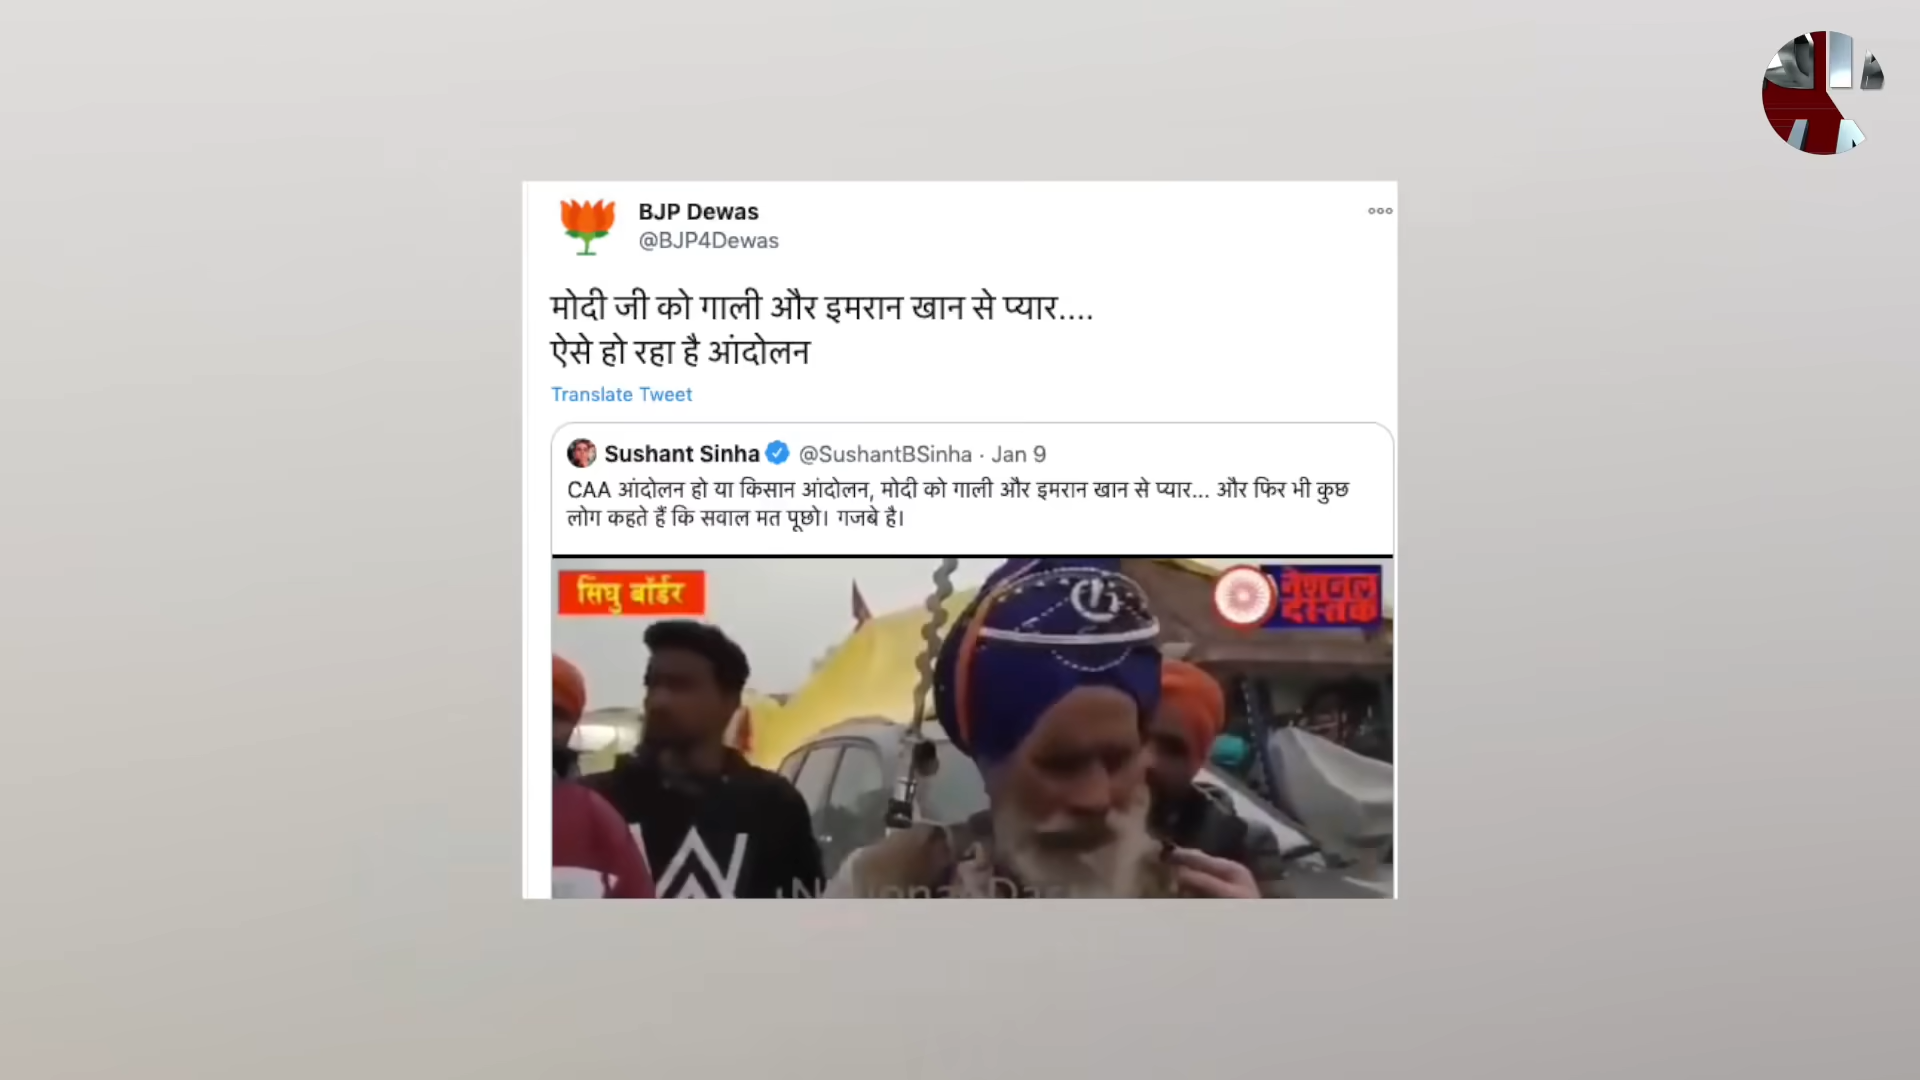 BJP Dewas
@BJP4Dewas
मोदी जी को गाली और इमरान खान से प्यार....
ऐसे हो रहा है आंदोलन
Translate Tweet
Sushant Sinha @SushantBSinha · Jan 9
CAA आंदोलन हो या किसान आंदोलन, मोदी को गाली और इमरान खान से प्यार... और फिर भी कुछ
लोग कहते हैं कि सवाल मत पूछो। गजबे है।
सिंघु बॉर्डर
नेशनल
दस्तक